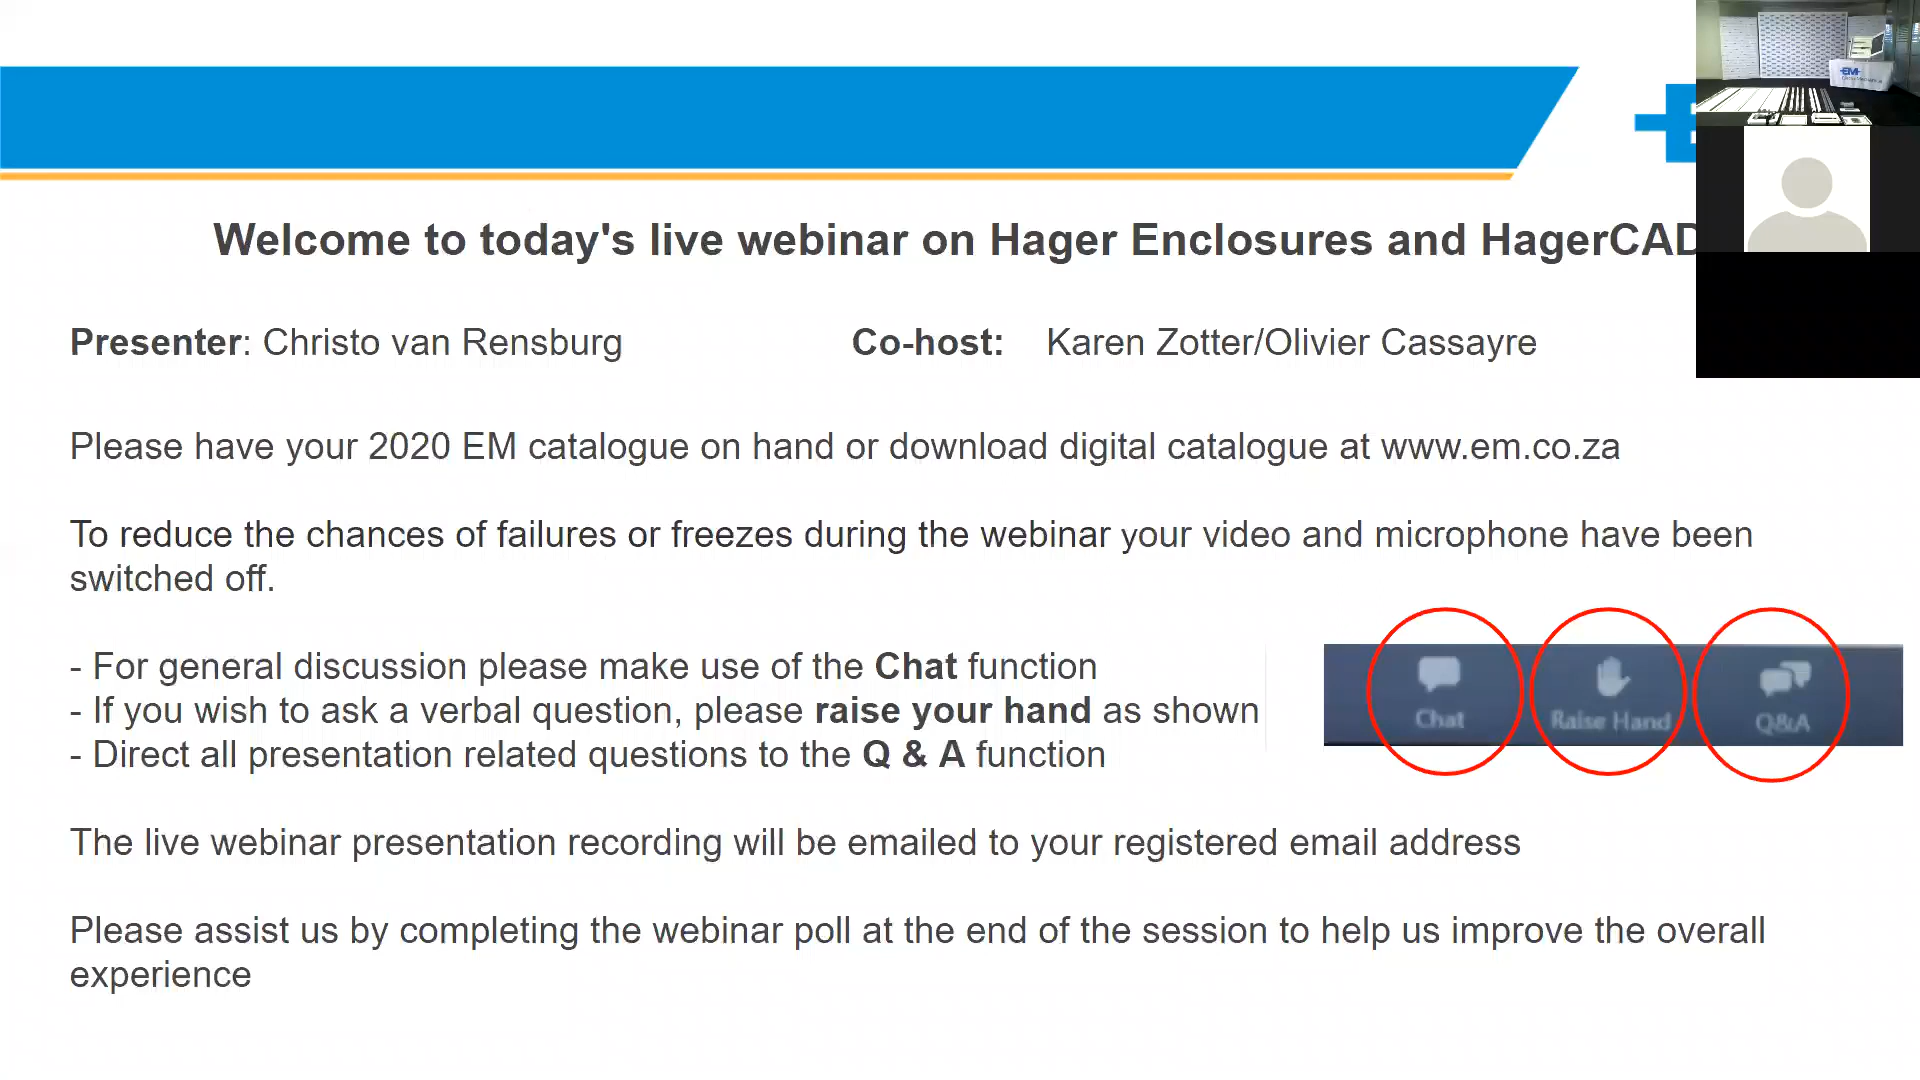 Welcome to today's live webinar on Hager Enclosures and HagerCAD
Presenter: Christo van Rensburg Co-host: Karen Zotter/Olivier Cassayre
Please have your 2020 EM catalogue on hand or download digital catalogue at www.em.co.za
To reduce the chances of failures or freezes during the webinar your video and microphone have been
switched off.
- For general discussion please make use of the Chat function
- If you wish to ask a verbal question, please raise your hand as shown
- Direct all presentation related questions to the Q & A function
Chat Raise Hand Q&A
The live webinar presentation recording will be emailed to your registered email address
Please assist us by completing the webinar poll at the end of the session to help us improve the overall
experience
EM